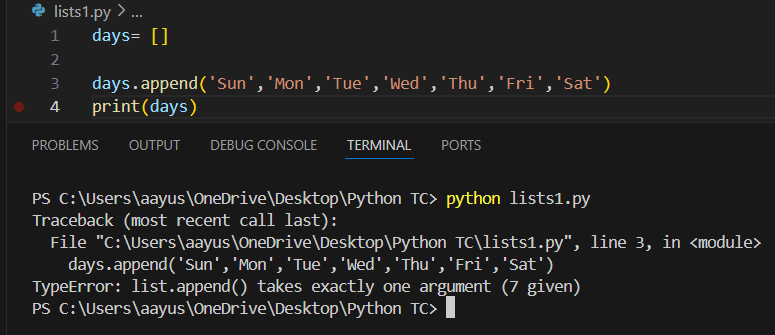 lists1.py > ...
1 days= []
2
3 days.append('Sun','Mon','Tue','Wed','Thu','Fri','Sat')
4 print(days)
PROBLEMS OUTPUT DEBUG CONSOLE TERMINAL PORTS
PS C:\Users\aayus\OneDrive\Desktop\Python TC> python lists1.py
Traceback (most recent call last):
  File "C:\Users\aayus\OneDrive\Desktop\Python TC\lists1.py", line 3, in <module>
    days.append('Sun','Mon','Tue','Wed','Thu','Fri','Sat')
TypeError: list.append() takes exactly one argument (7 given)
PS C:\Users\aayus\OneDrive\Desktop\Python TC>